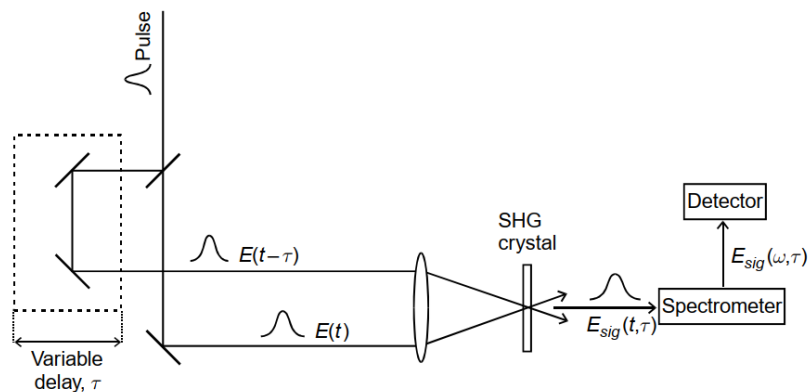 Pulse
E(t−τ)
E(t)
Variable
delay, τ
SHG
crystal
E_sig(t,τ)
Detector
E_sig(ω,τ)
Spectrometer